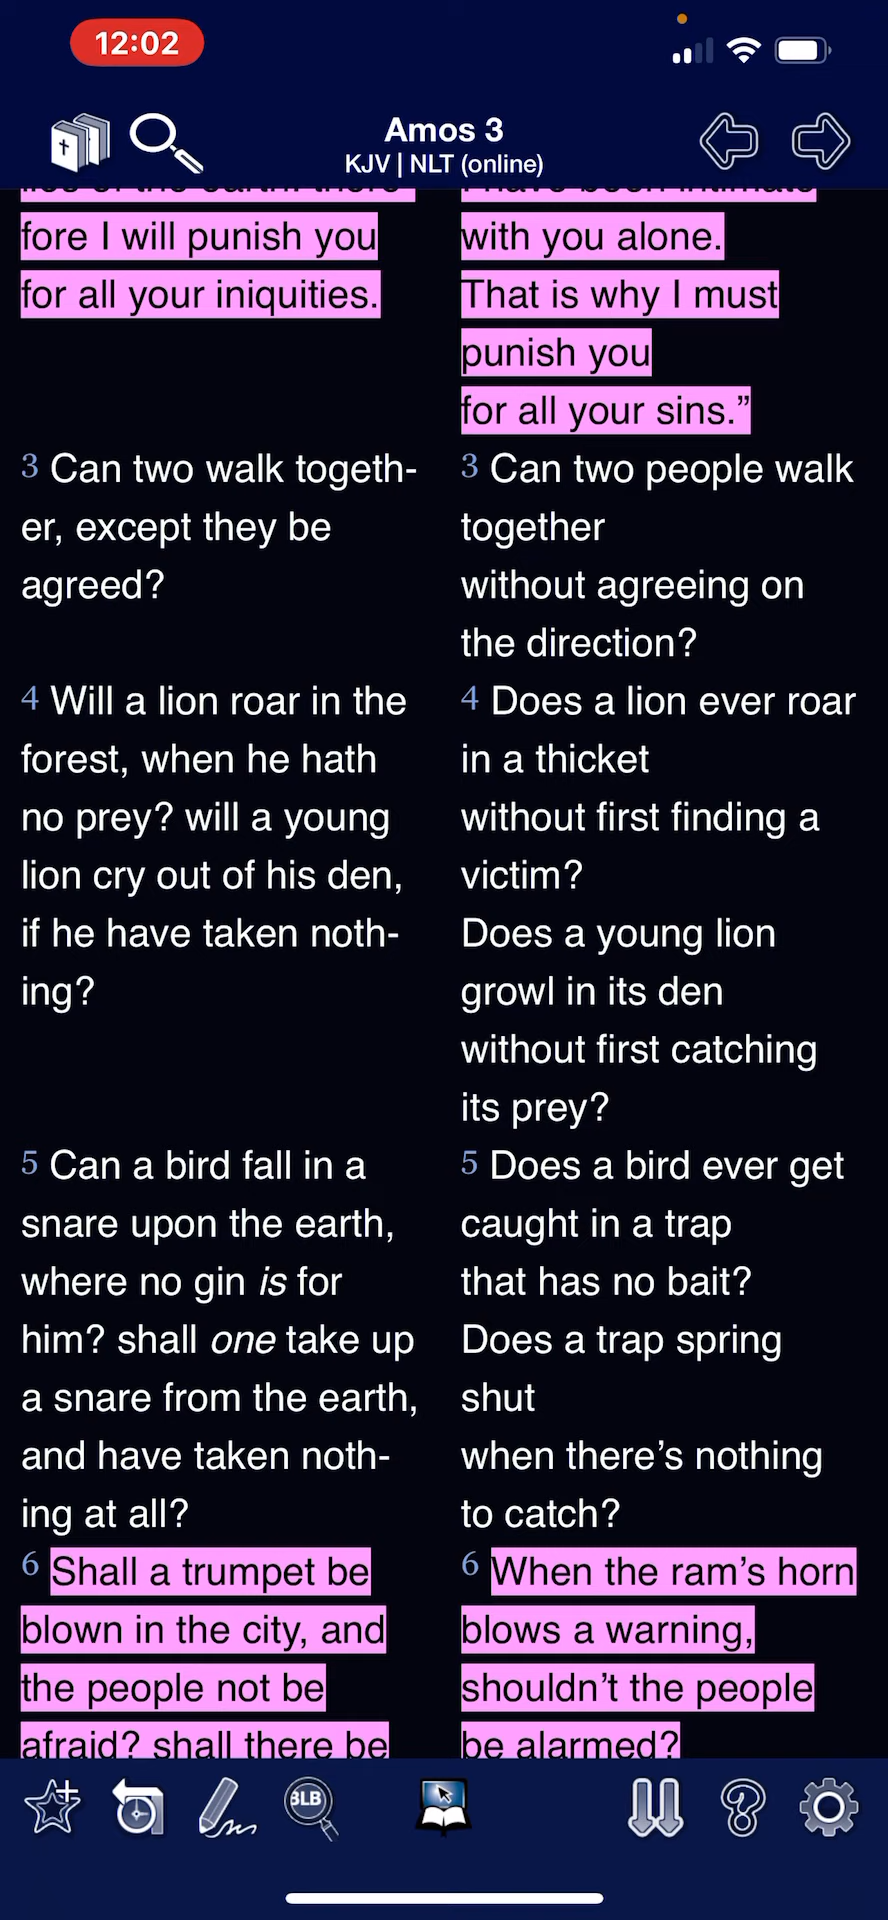 12:02
Amos 3
KJV | NLT (online)
fore I will punish you
for all your iniquities.
3 Can two walk togeth-
er, except they be
agreed?
4 Will a lion roar in the
forest, when he hath
no prey? will a young
lion cry out of his den,
if he have taken noth-
ing?
5 Can a bird fall in a
snare upon the earth,
where no gin is for
him? shall one take up
a snare from the earth,
and have taken noth-
ing at all?
6 Shall a trumpet be
blown in the city, and
the people not be
afraid? shall there be
I have been intimate
with you alone.
That is why I must
punish you
for all your sins.”
3 Can two people walk
together
without agreeing on
the direction?
4 Does a lion ever roar
in a thicket
without first finding a
victim?
Does a young lion
growl in its den
without first catching
its prey?
5 Does a bird ever get
caught in a trap
that has no bait?
Does a trap spring
shut
when there’s nothing
to catch?
6 When the ram’s horn
blows a warning,
shouldn’t the people
be alarmed?
BLB